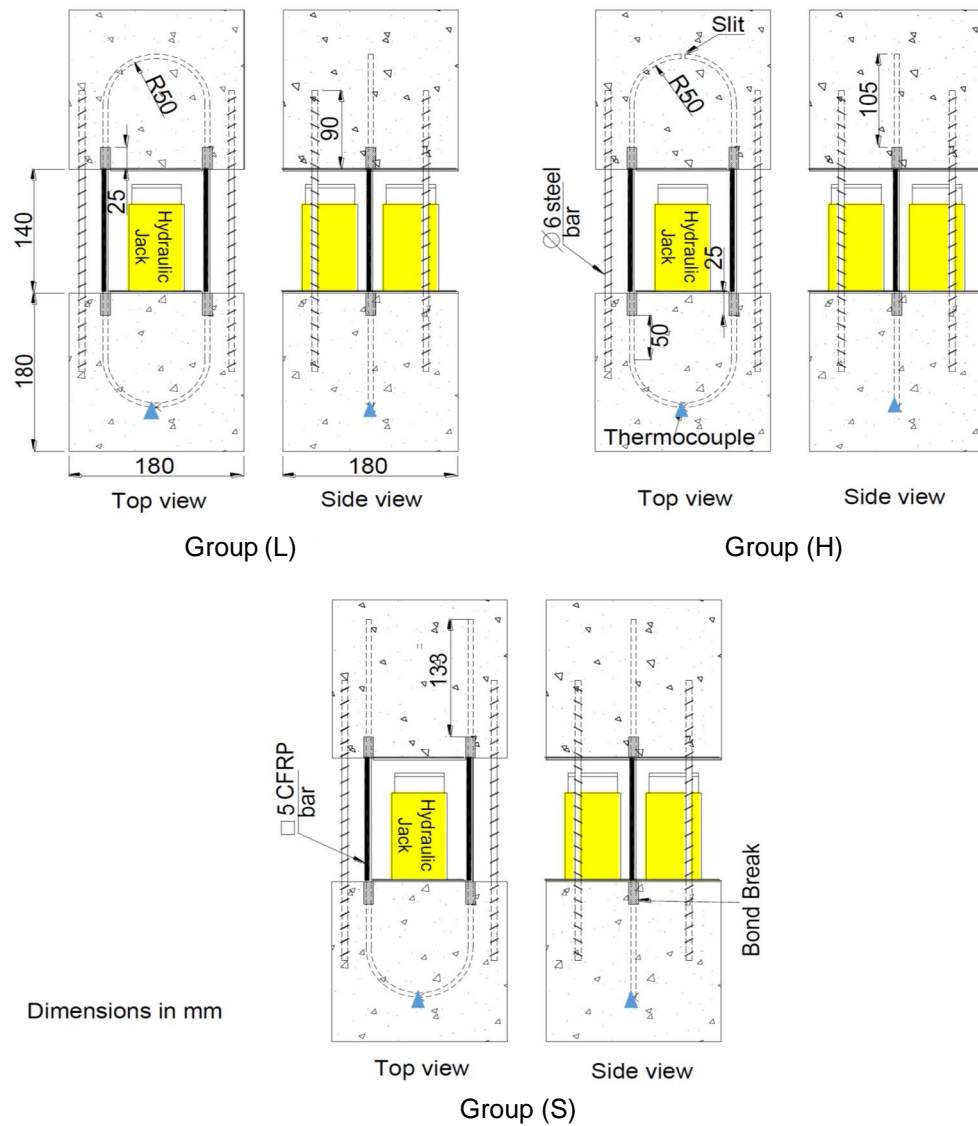 R50
90
25
140
Hydraulic
Jack
180
180
180
Top view
Side view
Group (L)
Slit
R50
105
∅ 6 steel
bar
Hydraulic
Jack
25
50
Thermocouple
Top view
Side view
Group (H)
133
□ 5 CFRP
bar
Hydraulic
Jack
Bond Break
Dimensions in mm
Top view
Side view
Group (S)